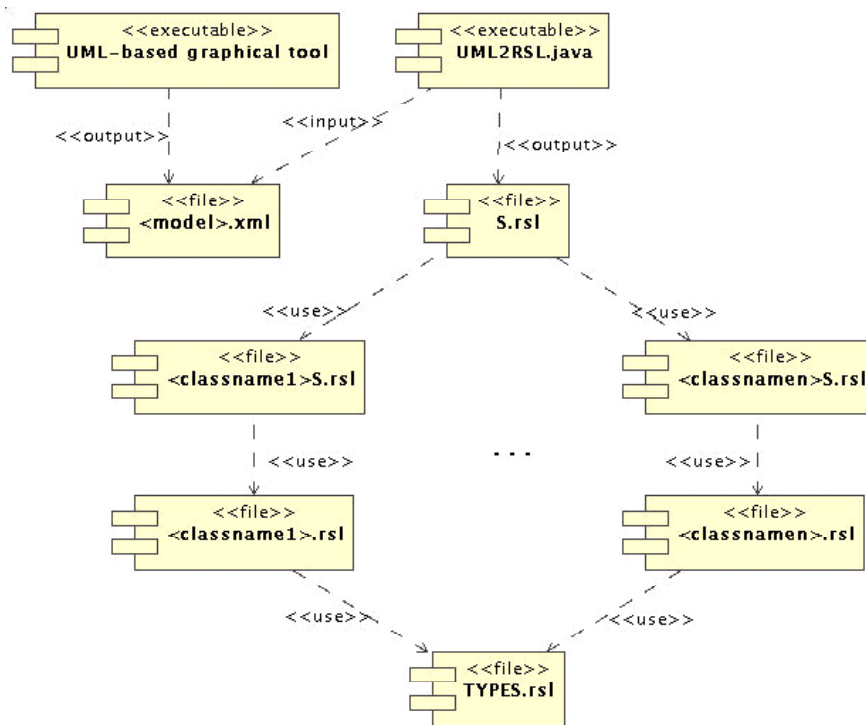 <<executable>>
UML-based graphical tool
<<executable>>
UML2RSL.java
<<output>>
<<input>>
<<output>>
<<file>>
<model>.xml
<<file>>
S.rsl
<<use>>
<<use>>
<<file>>
<classname1>S.rsl
<<file>>
<classnamen>S.rsl
. . .
<<use>>
<<use>>
<<file>>
<classname1>.rsl
<<file>>
<classnamen>.rsl
<<use>>
<<use>>
<<file>>
TYPES.rsl